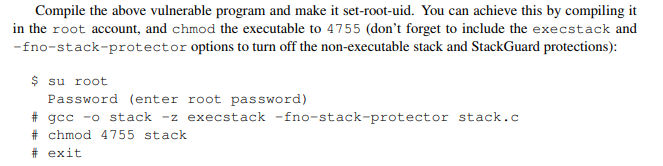 Compile the above vulnerable program and make it set-root-uid. You can achieve this by compiling it
in the root account, and chmod the executable to 4755 (don't forget to include the execstack and
-fno-stack-protector options to turn off the non-executable stack and StackGuard protections):
$ su root
Password (enter root password)
# gcc -o stack -z execstack -fno-stack-protector stack.c
# chmod 4755 stack
# exit